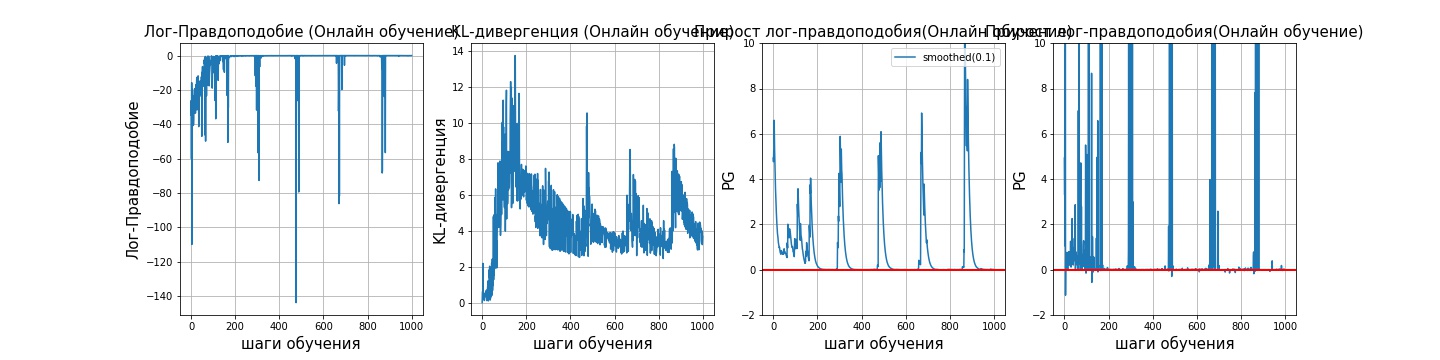 Лог-Правдоподобие (Онлайн обучение)
Лог-Правдоподобие
0
−20
−40
−60
−80
−100
−120
−140
0 200 400 600 800 1000
шаги обучения
KL-дивергенция (Онлайн обучение)
KL-дивергенция
14
12
10
8
6
4
2
0
0 200 400 600 800 1000
шаги обучения
Прирост лог-правдоподобия(Онлайн обучение)
smoothed(0.1)
PG
10
8
6
4
2
0
−2
0 200 400 600 800 1000
шаги обучения
Прирост лог-правдоподобия(Онлайн обучение)
PG
10
8
6
4
2
0
−2
0 200 400 600 800 1000
шаги обучения